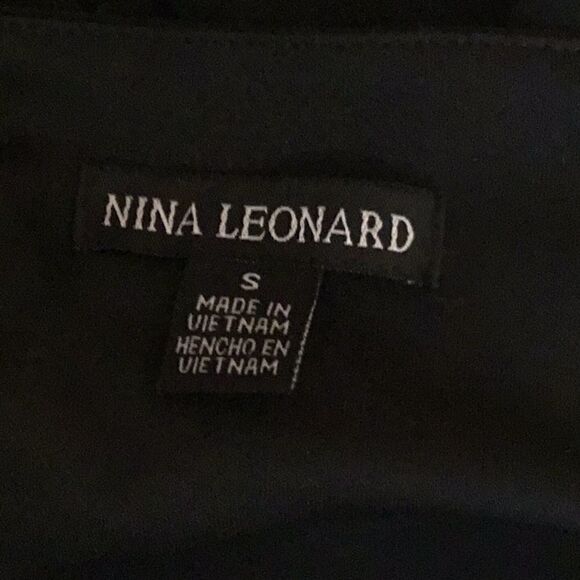 NINA LEONARD
S
MADE IN
VIETNAM
HENCHO EN
VIETNAM